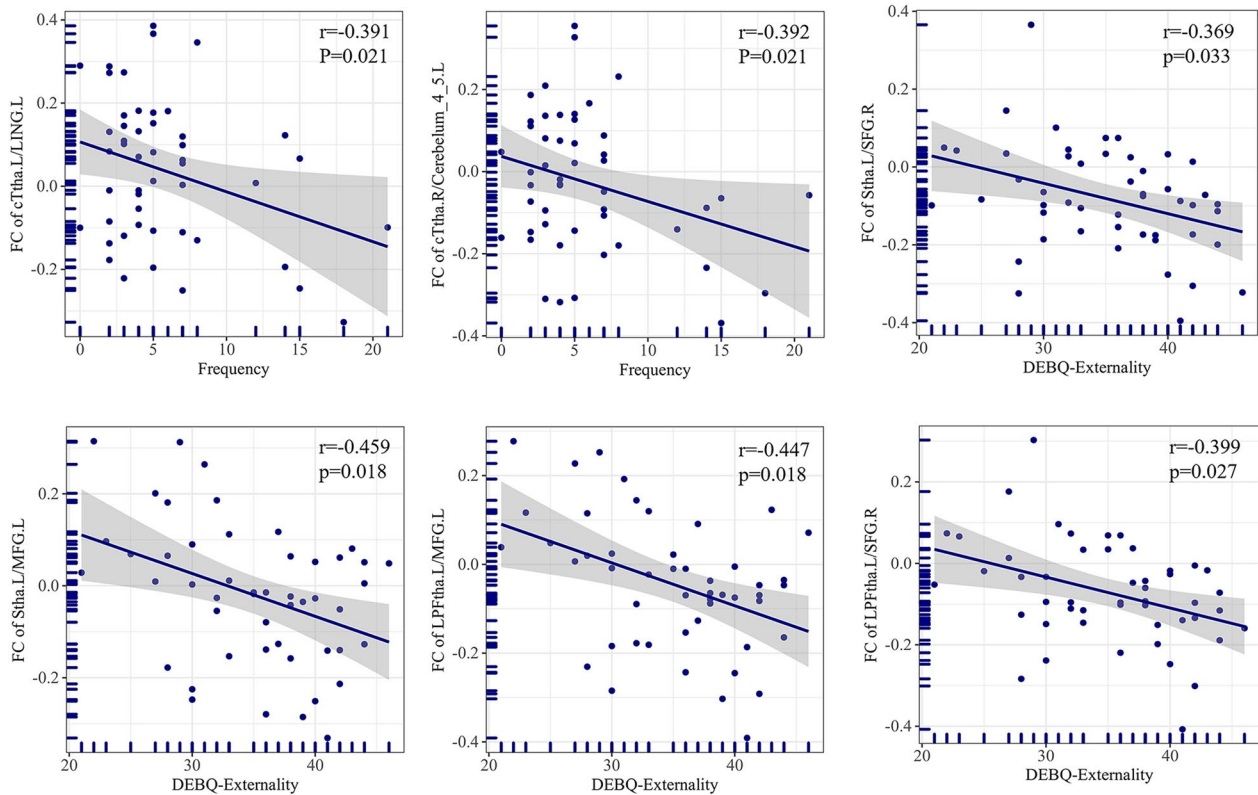 r=-0.391
P=0.021
FC of cTtha.L/LING.L
0.4
0.2
0.0
-0.2
0 5 10 15 20
Frequency
r=-0.392
P=0.021
FC of cTtha.R/Cerebelum_4_5.L
0.2
0.0
-0.2
-0.4
0 5 10 15 20
Frequency
r=-0.369
p=0.033
FC of Stha.L/SFG.R
0.4
0.2
0.0
-0.2
-0.4
20 30 40
DEBQ-Externality
r=-0.459
p=0.018
FC of Stha.L/MFG.L
0.2
0.0
-0.2
20 30 40
DEBQ-Externality
r=-0.447
p=0.018
FC of LPFtha.L/MFG.L
0.2
0.0
-0.2
-0.4
20 30 40
DEBQ-Externality
r=-0.399
p=0.027
FC of LPFtha.L/SFG.R
0.2
0.0
-0.2
-0.4
20 30 40
DEBQ-Externality